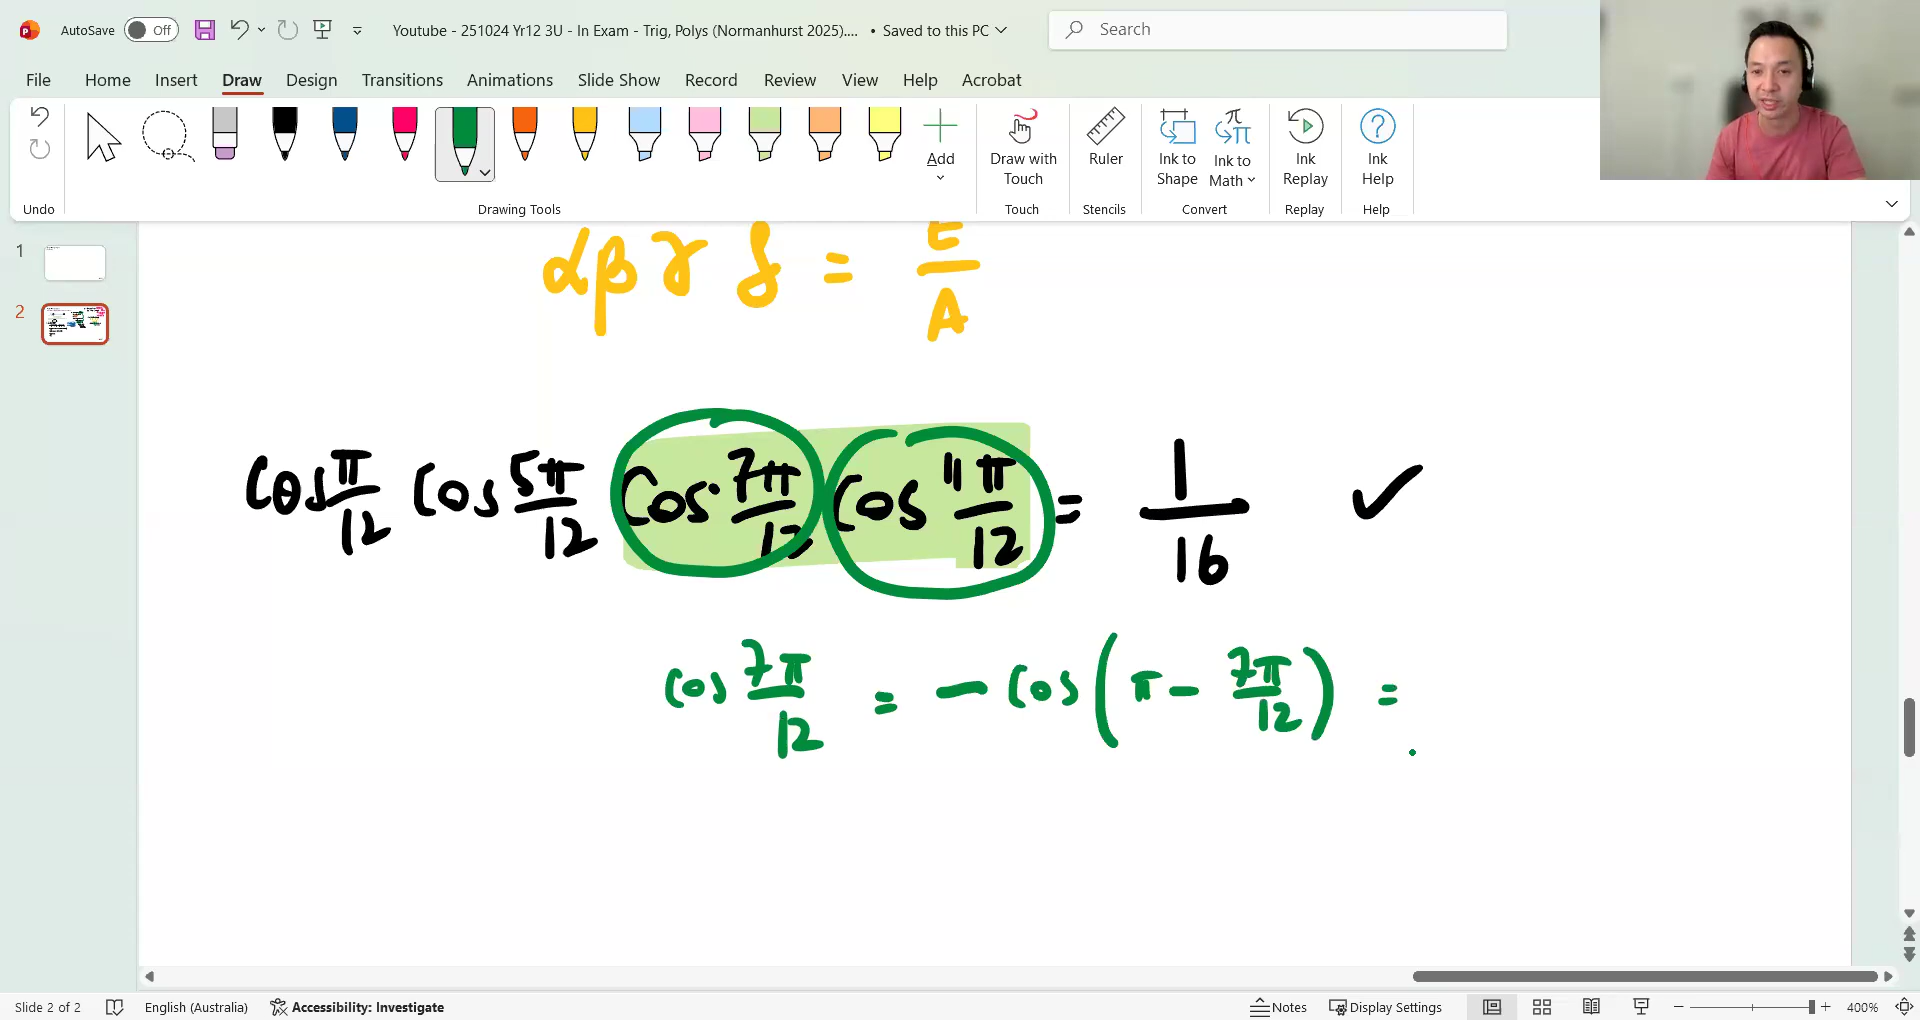 AutoSave Off Youtube - 251024 Yr12 3U - In Exam - Trig, Polys (Normanhurst 2025).... • Saved to this PC Search
File Home Insert Draw Design Transitions Animations Slide Show Record Review View Help Acrobat
Add Draw with Touch Ruler Ink to Shape Ink to Math Ink Replay Ink Help
Undo Drawing Tools Touch Stencils Convert Replay Help
1
2
αβγδ = E/A
cos π/12 cos 5π/12 cos 7π/12 cos 11π/12 = 1/16 ✓
cos 7π/12 = - cos (π - 7π/12) =
Slide 2 of 2 English (Australia) Accessibility: Investigate Notes Display Settings 400%